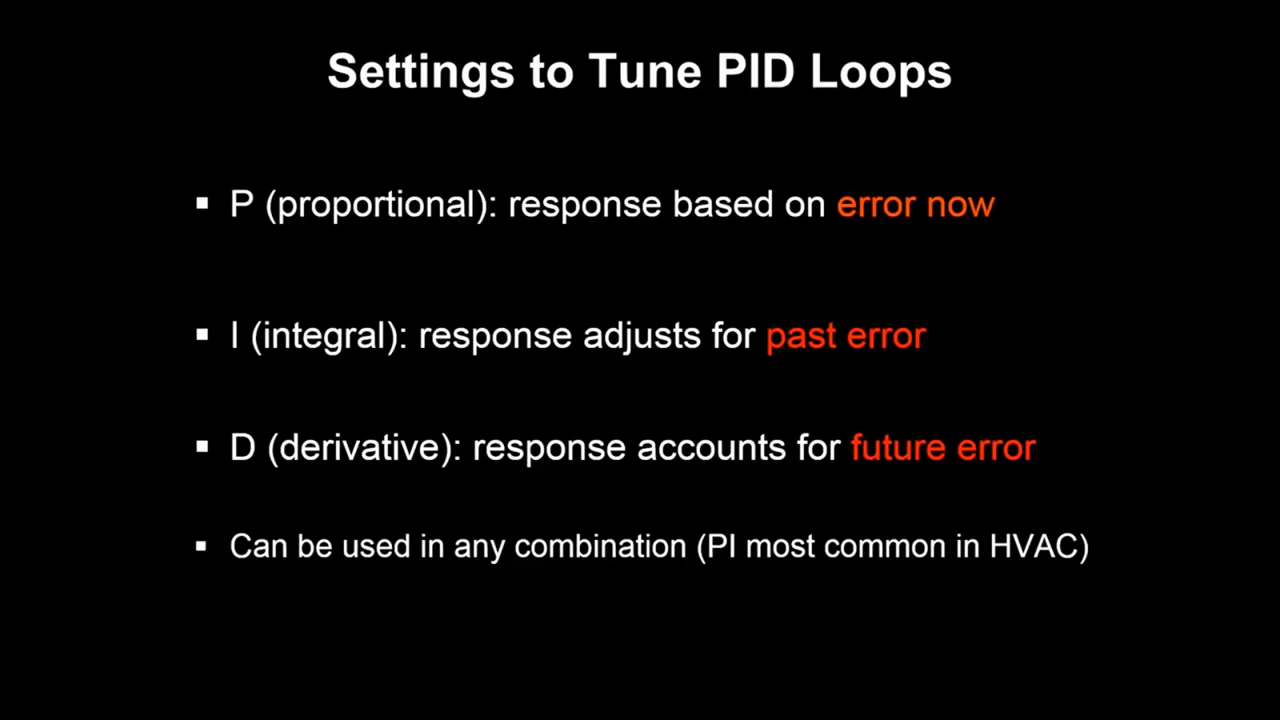 Settings to Tune PID Loops
▪ P (proportional): response based on error now
▪ I (integral): response adjusts for past error
▪ D (derivative): response accounts for future error
▪ Can be used in any combination (PI most common in HVAC)